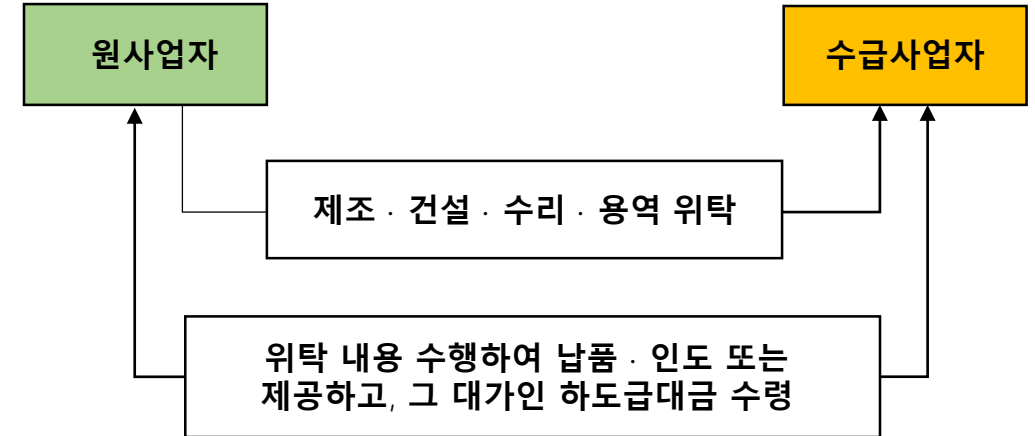 원사업자
수급사업자
제조 · 건설 · 수리 · 용역 위탁
위탁 내용 수행하여 납품 · 인도 또는
제공하고, 그 대가인 하도급대금 수령